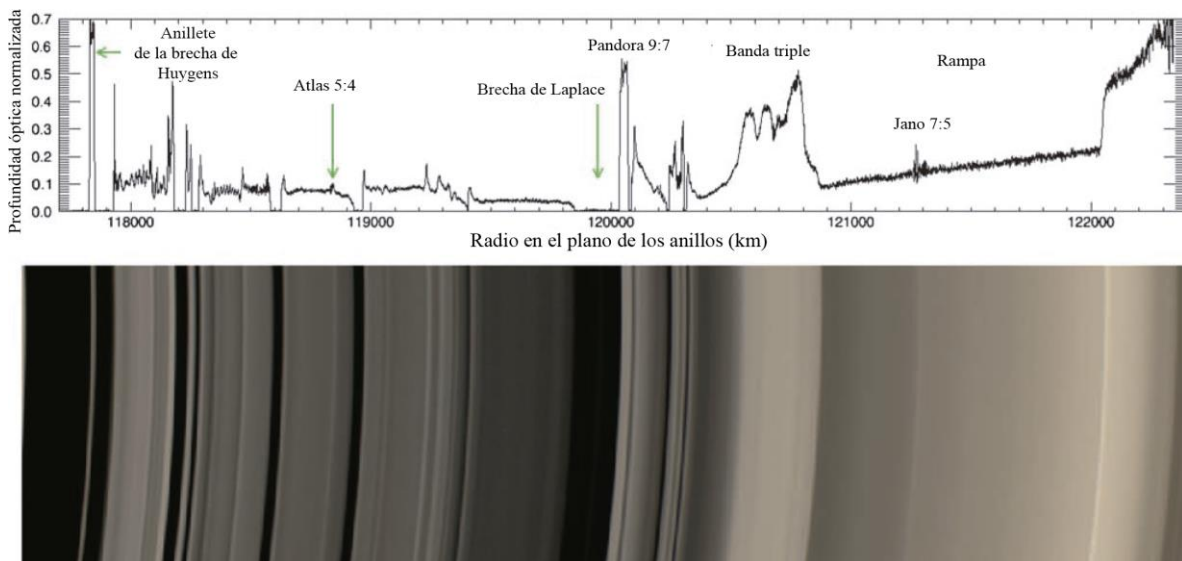 Profundidad óptica normalizada
0.7
0.6
0.5
0.4
0.3
0.2
0.1
0.0
Anillete
de la brecha de
Huygens
Atlas 5:4
Brecha de Laplace
Pandora 9:7
Banda triple
Rampa
Jano 7:5
118000
119000
120000
121000
122000
Radio en el plano de los anillos (km)